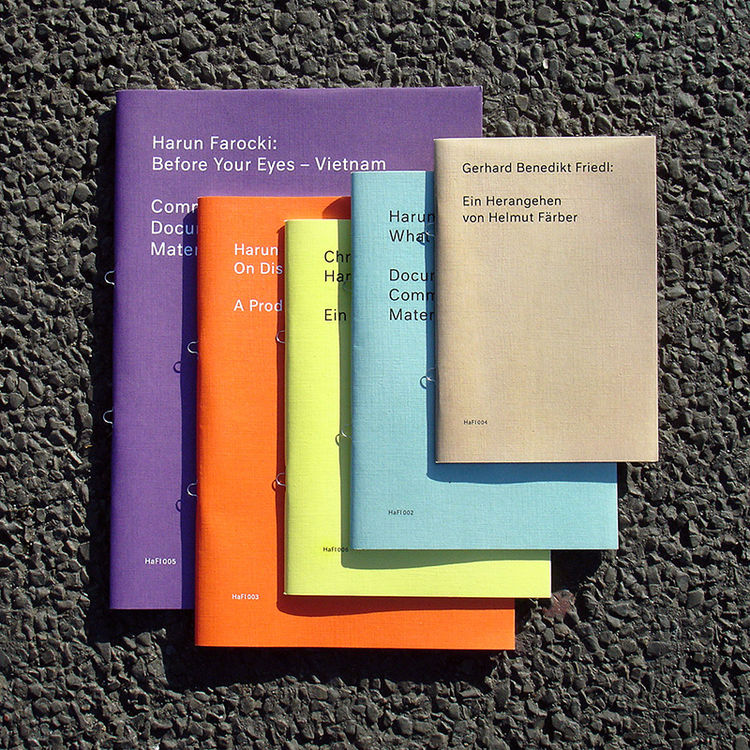 Harun Farocki:
Before Your Eyes – Vietnam
Comm
Docu
Mater
HaFI 005
Harun
On Dis
A Prod
HaFI 003
Chr
Har
Ein
HaFI 006
Harun
What
Docu
Comm
Mater
HaFI 002
Gerhard Benedikt Friedl:
Ein Herangehen
von Helmut Färber
HaFI 004